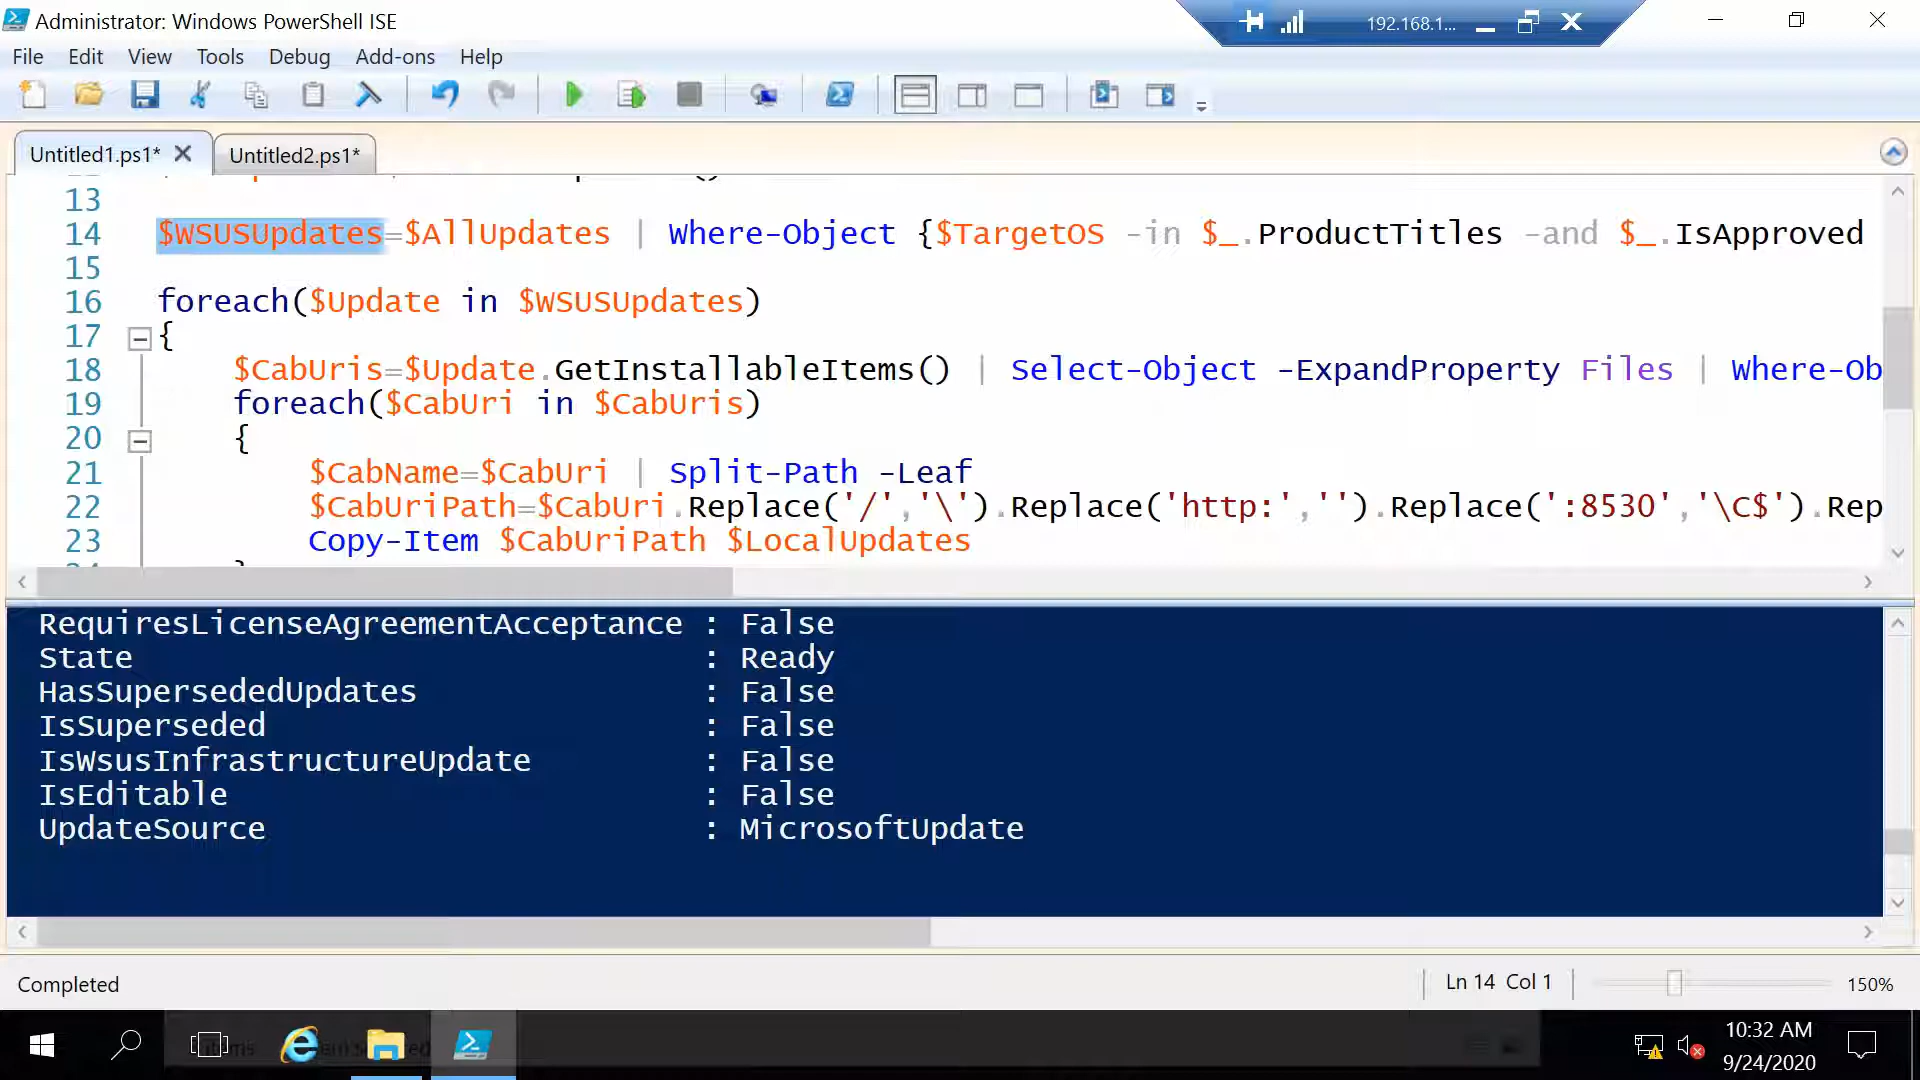 Administrator: Windows PowerShell ISE
192.168.1...
File Edit View Tools Debug Add-ons Help
Untitled1.ps1* Untitled2.ps1*
13
14 $WSUSUpdates=$AllUpdates | Where-Object {$TargetOS -in $_.ProductTitles -and $_.IsApproved
15
16 foreach($Update in $WSUSUpdates)
17 {
18 $CabUris=$Update.GetInstallableItems() | Select-Object -ExpandProperty Files | Where-Ob
19 foreach($CabUri in $CabUris)
20 {
21 $CabName=$CabUri | Split-Path -Leaf
22 $CabUriPath=$CabUri.Replace('/','\').Replace('http:','').Replace(':8530','\C$').Rep
23 Copy-Item $CabUriPath $LocalUpdates
RequiresLicenseAgreementAcceptance : False
State : Ready
HasSupersededUpdates : False
IsSuperseded : False
IsWsusInfrastructureUpdate : False
IsEditable : False
UpdateSource : MicrosoftUpdate
Completed
Ln 14 Col 1
150%
10:32 AM
9/24/2020